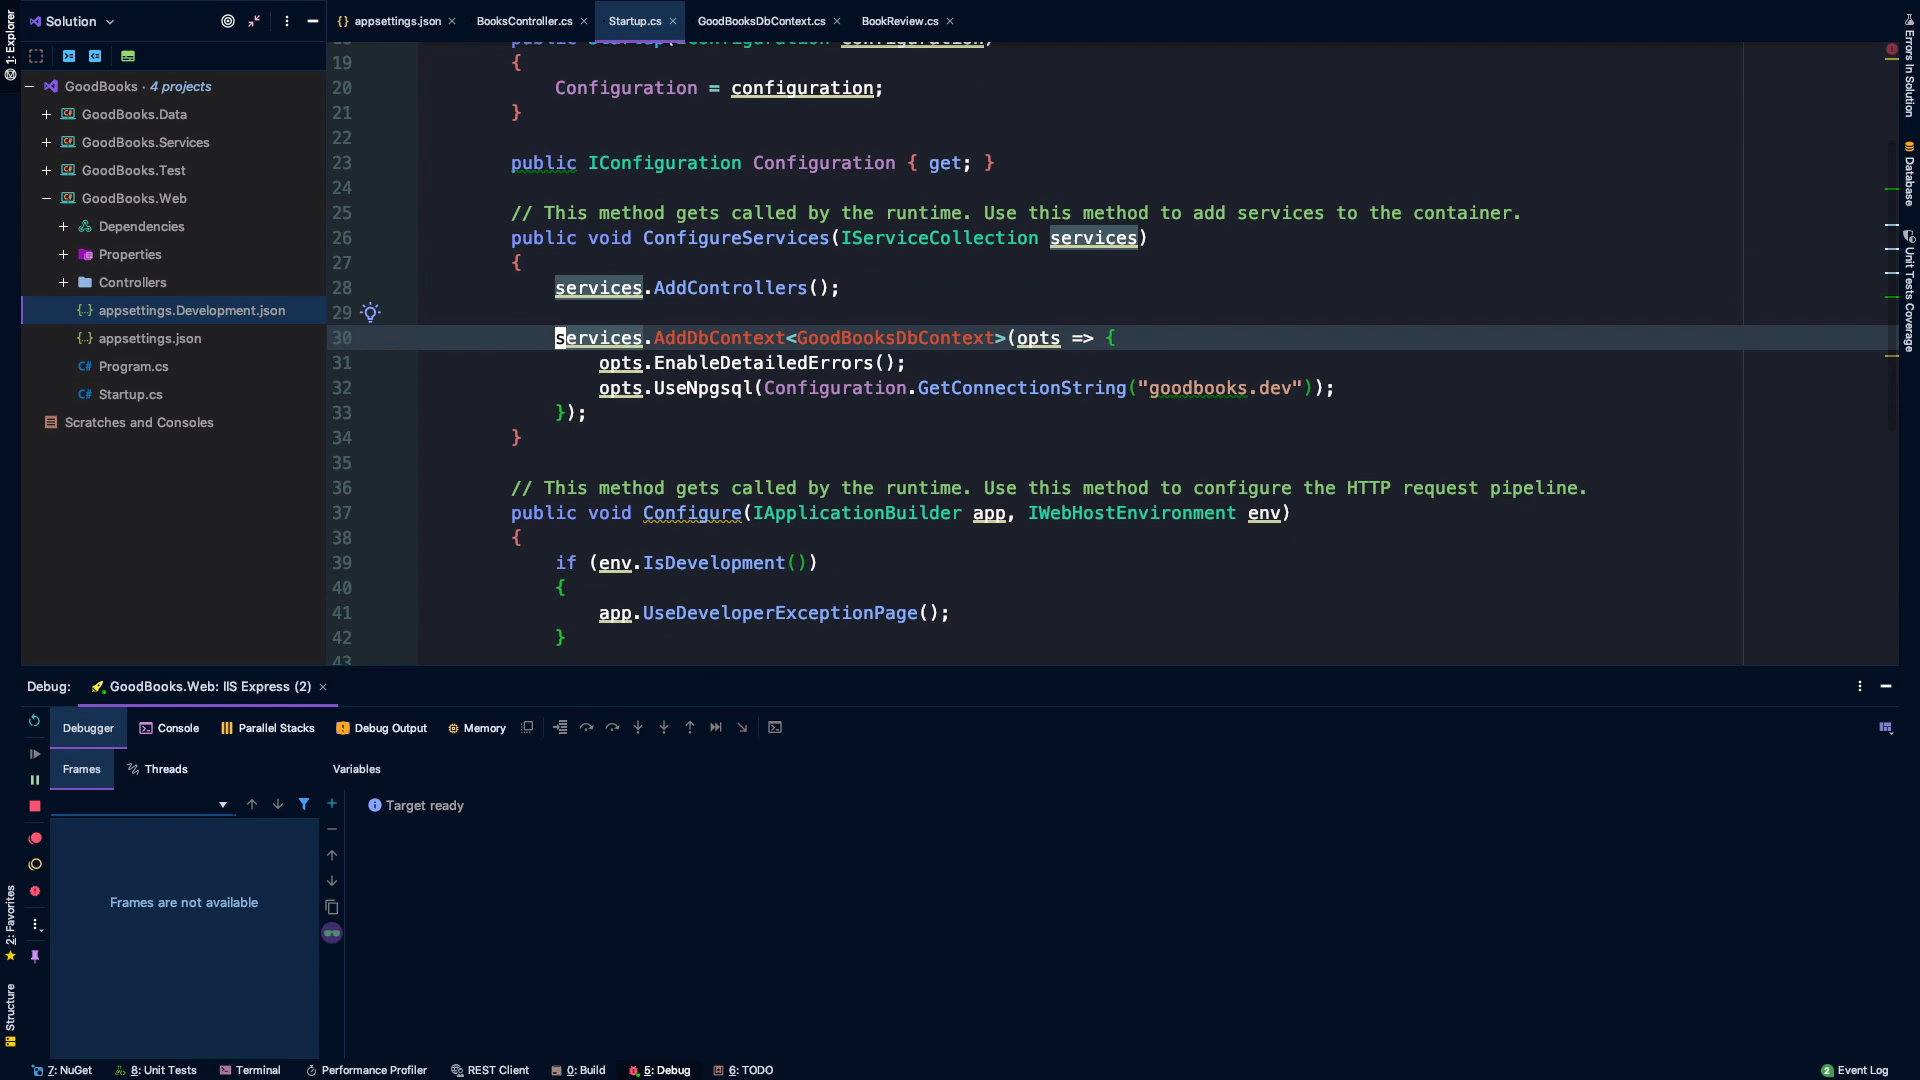 1: Explorer
Solution
appsettings.json
BooksController.cs
Startup.cs
GoodBooksDbContext.cs
BookReview.cs
GoodBooks · 4 projects
GoodBooks.Data
GoodBooks.Services
GoodBooks.Test
GoodBooks.Web
Dependencies
Properties
Controllers
appsettings.Development.json
appsettings.json
Program.cs
Startup.cs
Scratches and Consoles
19 {
20 Configuration = configuration;
21 }
22
23 public IConfiguration Configuration { get; }
24
25 // This method gets called by the runtime. Use this method to add services to the container.
26 public void ConfigureServices(IServiceCollection services)
27 {
28 services.AddControllers();
29
30 services.AddDbContext<GoodBooksDbContext>(opts => {
31 opts.EnableDetailedErrors();
32 opts.UseNpgsql(Configuration.GetConnectionString("goodbooks.dev"));
33 });
34 }
35
36 // This method gets called by the runtime. Use this method to configure the HTTP request pipeline.
37 public void Configure(IApplicationBuilder app, IWebHostEnvironment env)
38 {
39 if (env.IsDevelopment())
40 {
41 app.UseDeveloperExceptionPage();
42 }
43
Errors In Solution
Database
Unit Tests Coverage
Debug:
GoodBooks.Web: IIS Express (2)
Debugger
Console
Parallel Stacks
Debug Output
Memory
Frames
Threads
Variables
Target ready
Frames are not available
2: Favorites
Structure
7: NuGet
8: Unit Tests
Terminal
Performance Profiler
REST Client
0: Build
5: Debug
6: TODO
2 Event Log